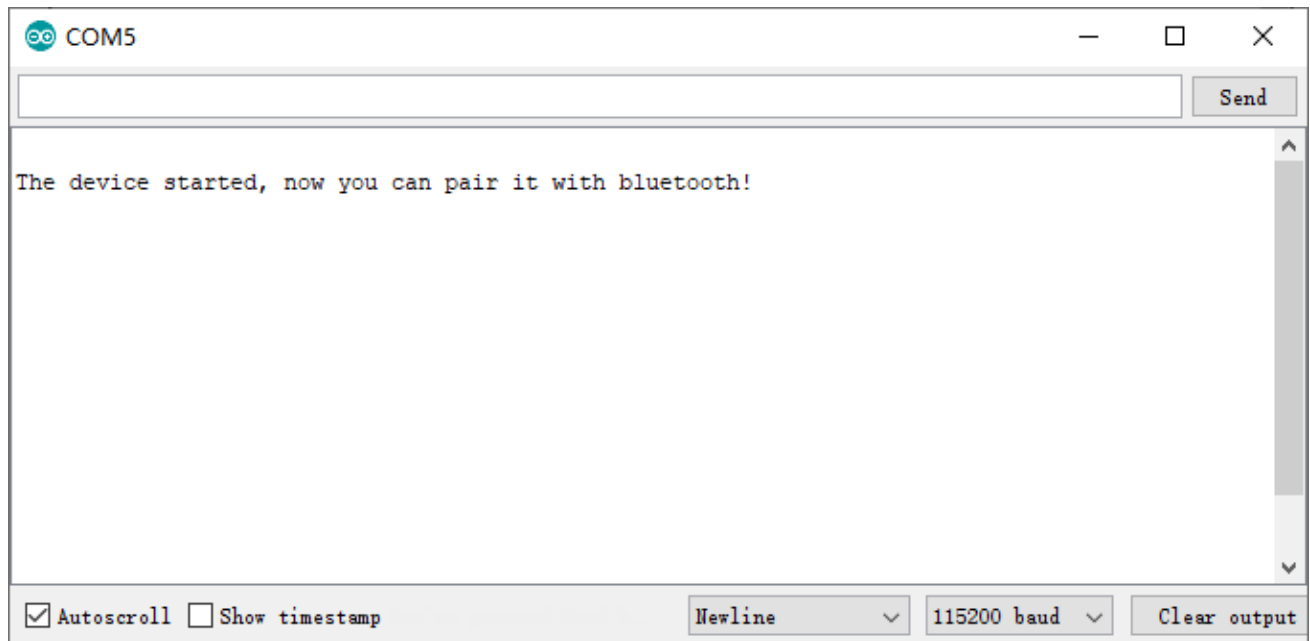 COM5
Send
The device started, now you can pair it with bluetooth!
Autoscroll Show timestamp Newline 115200 baud Clear output